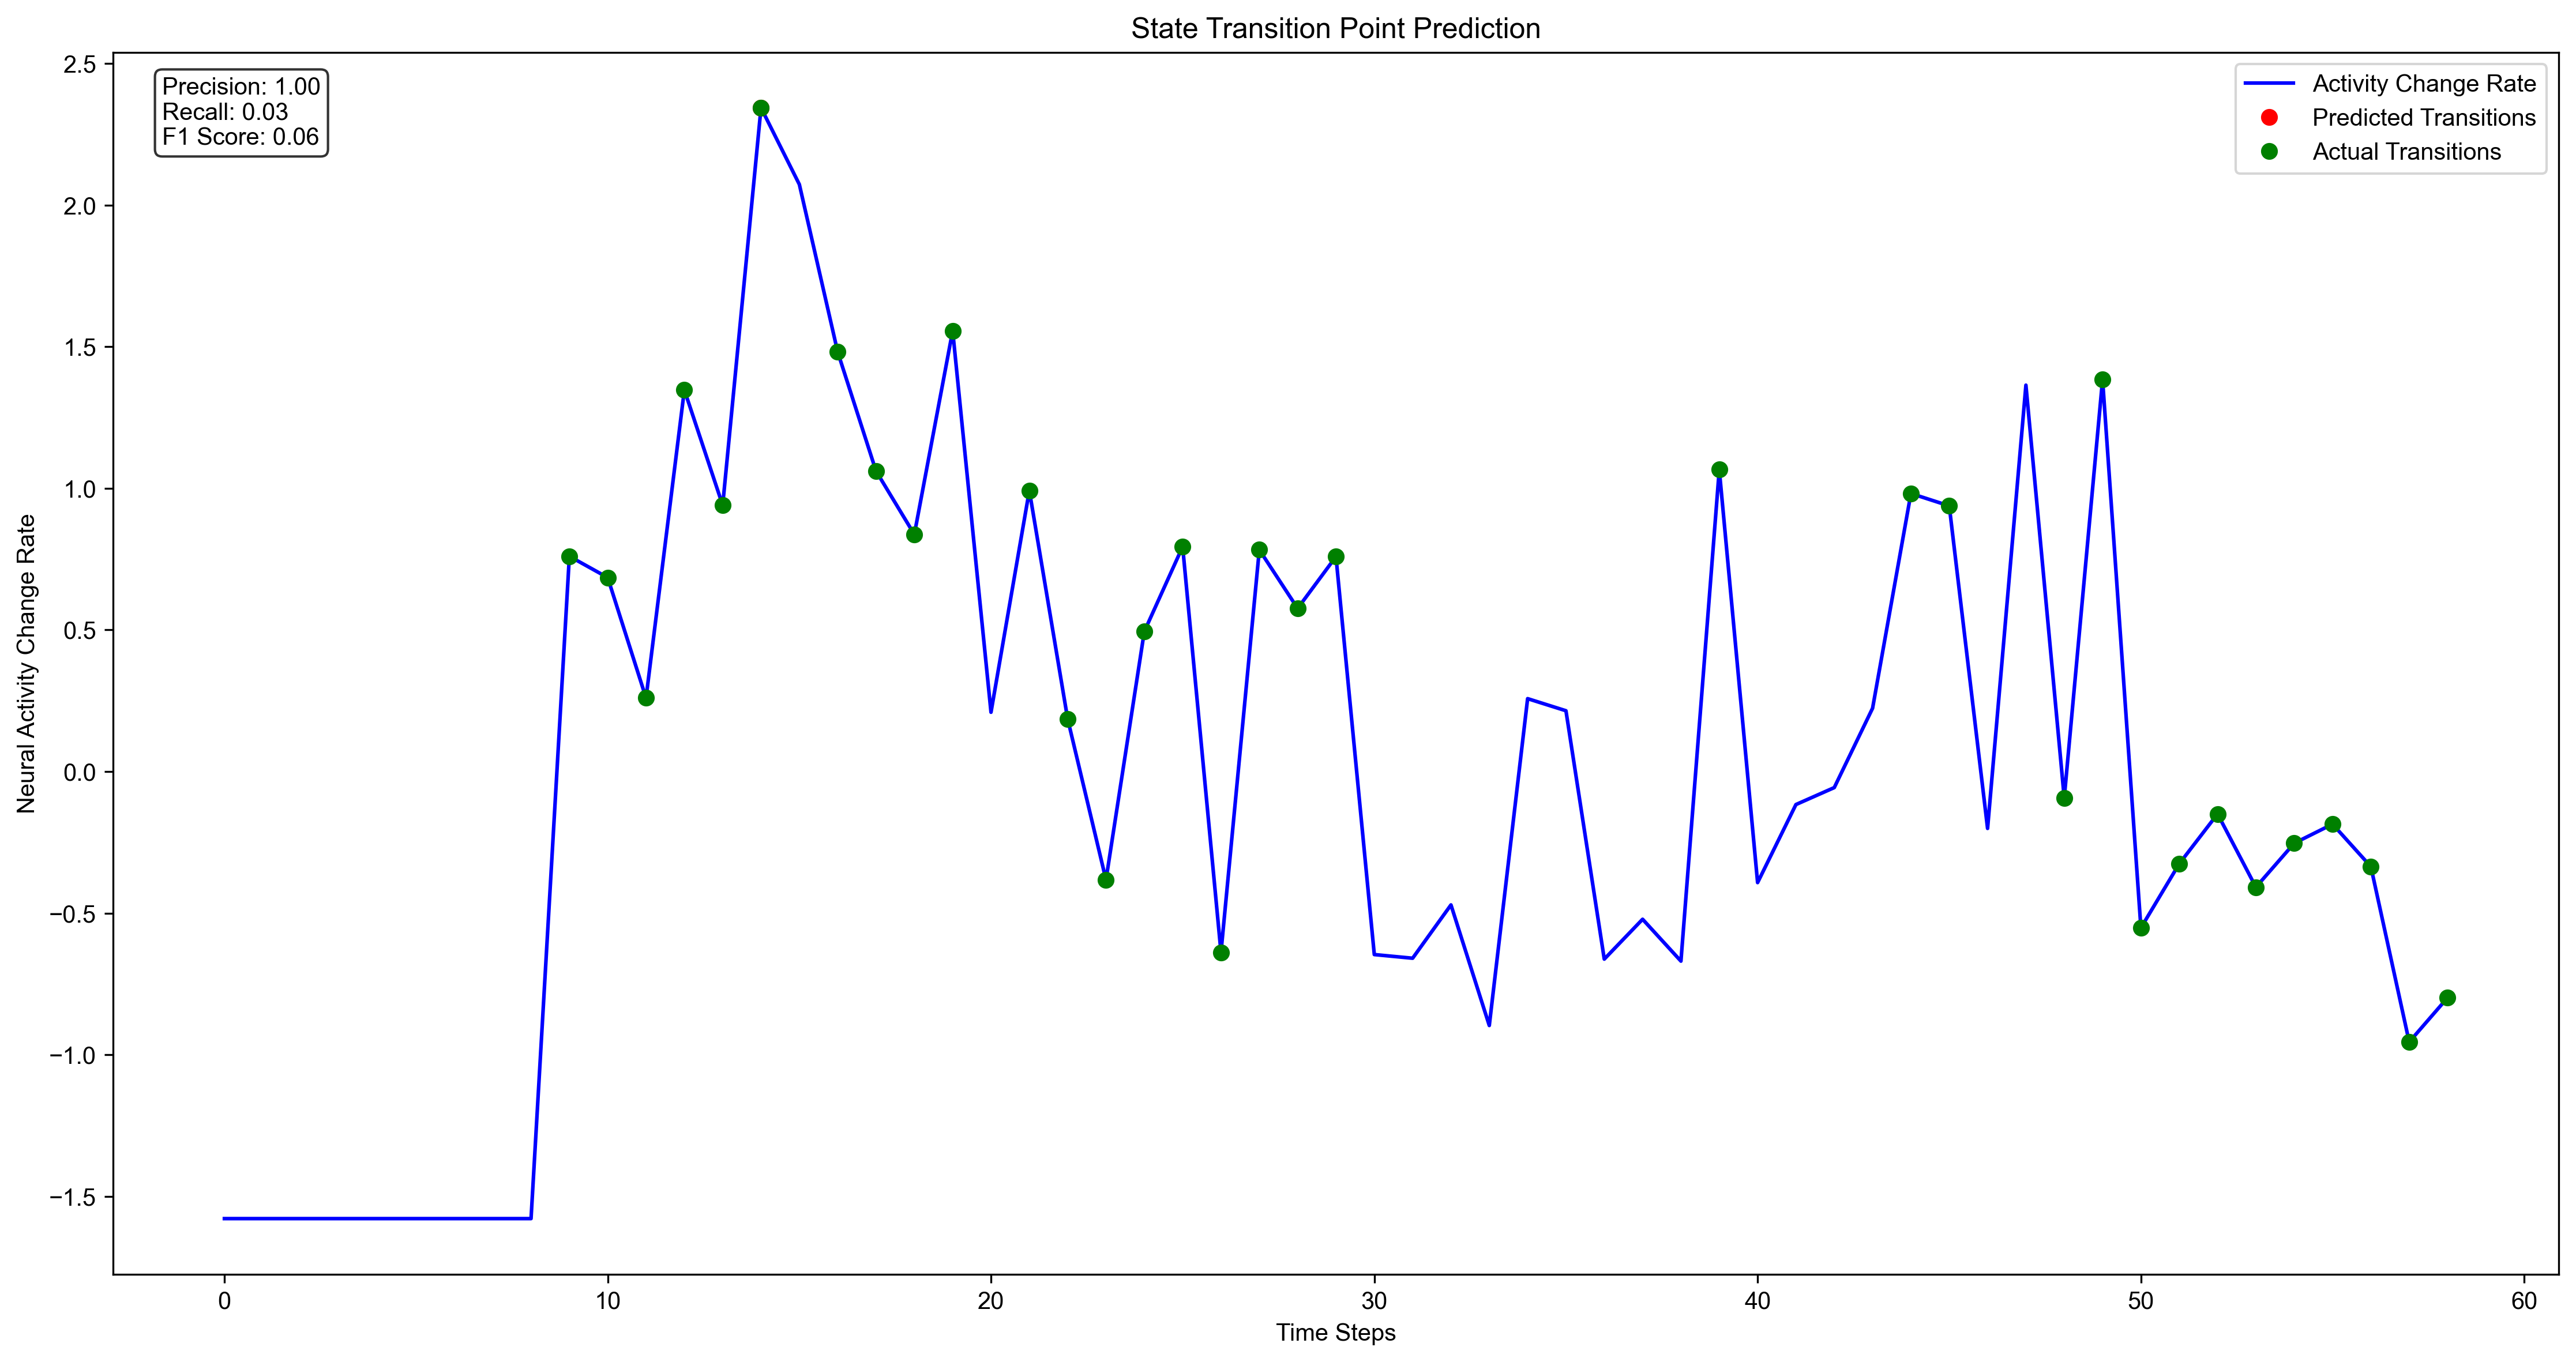 State Transition Point Prediction
Precision: 1.00
Recall: 0.03
F1 Score: 0.06
Activity Change Rate
Predicted Transitions
Actual Transitions
Neural Activity Change Rate
2.5
2.0
1.5
1.0
0.5
0.0
−0.5
−1.0
−1.5
0 10 20 30 40 50 60
Time Steps